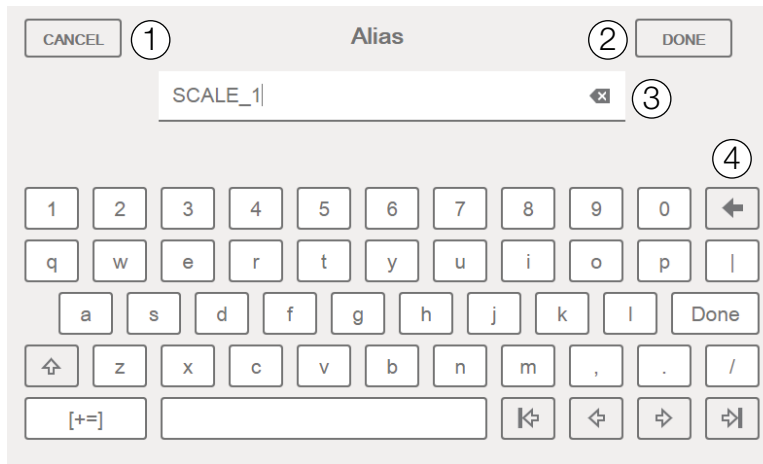 CANCEL 1 Alias 2 DONE
SCALE_1 3
4
1 2 3 4 5 6 7 8 9 0
q w e r t y u i o p |
a s d f g h j k l Done
z x c v b n m , . /
[+=]